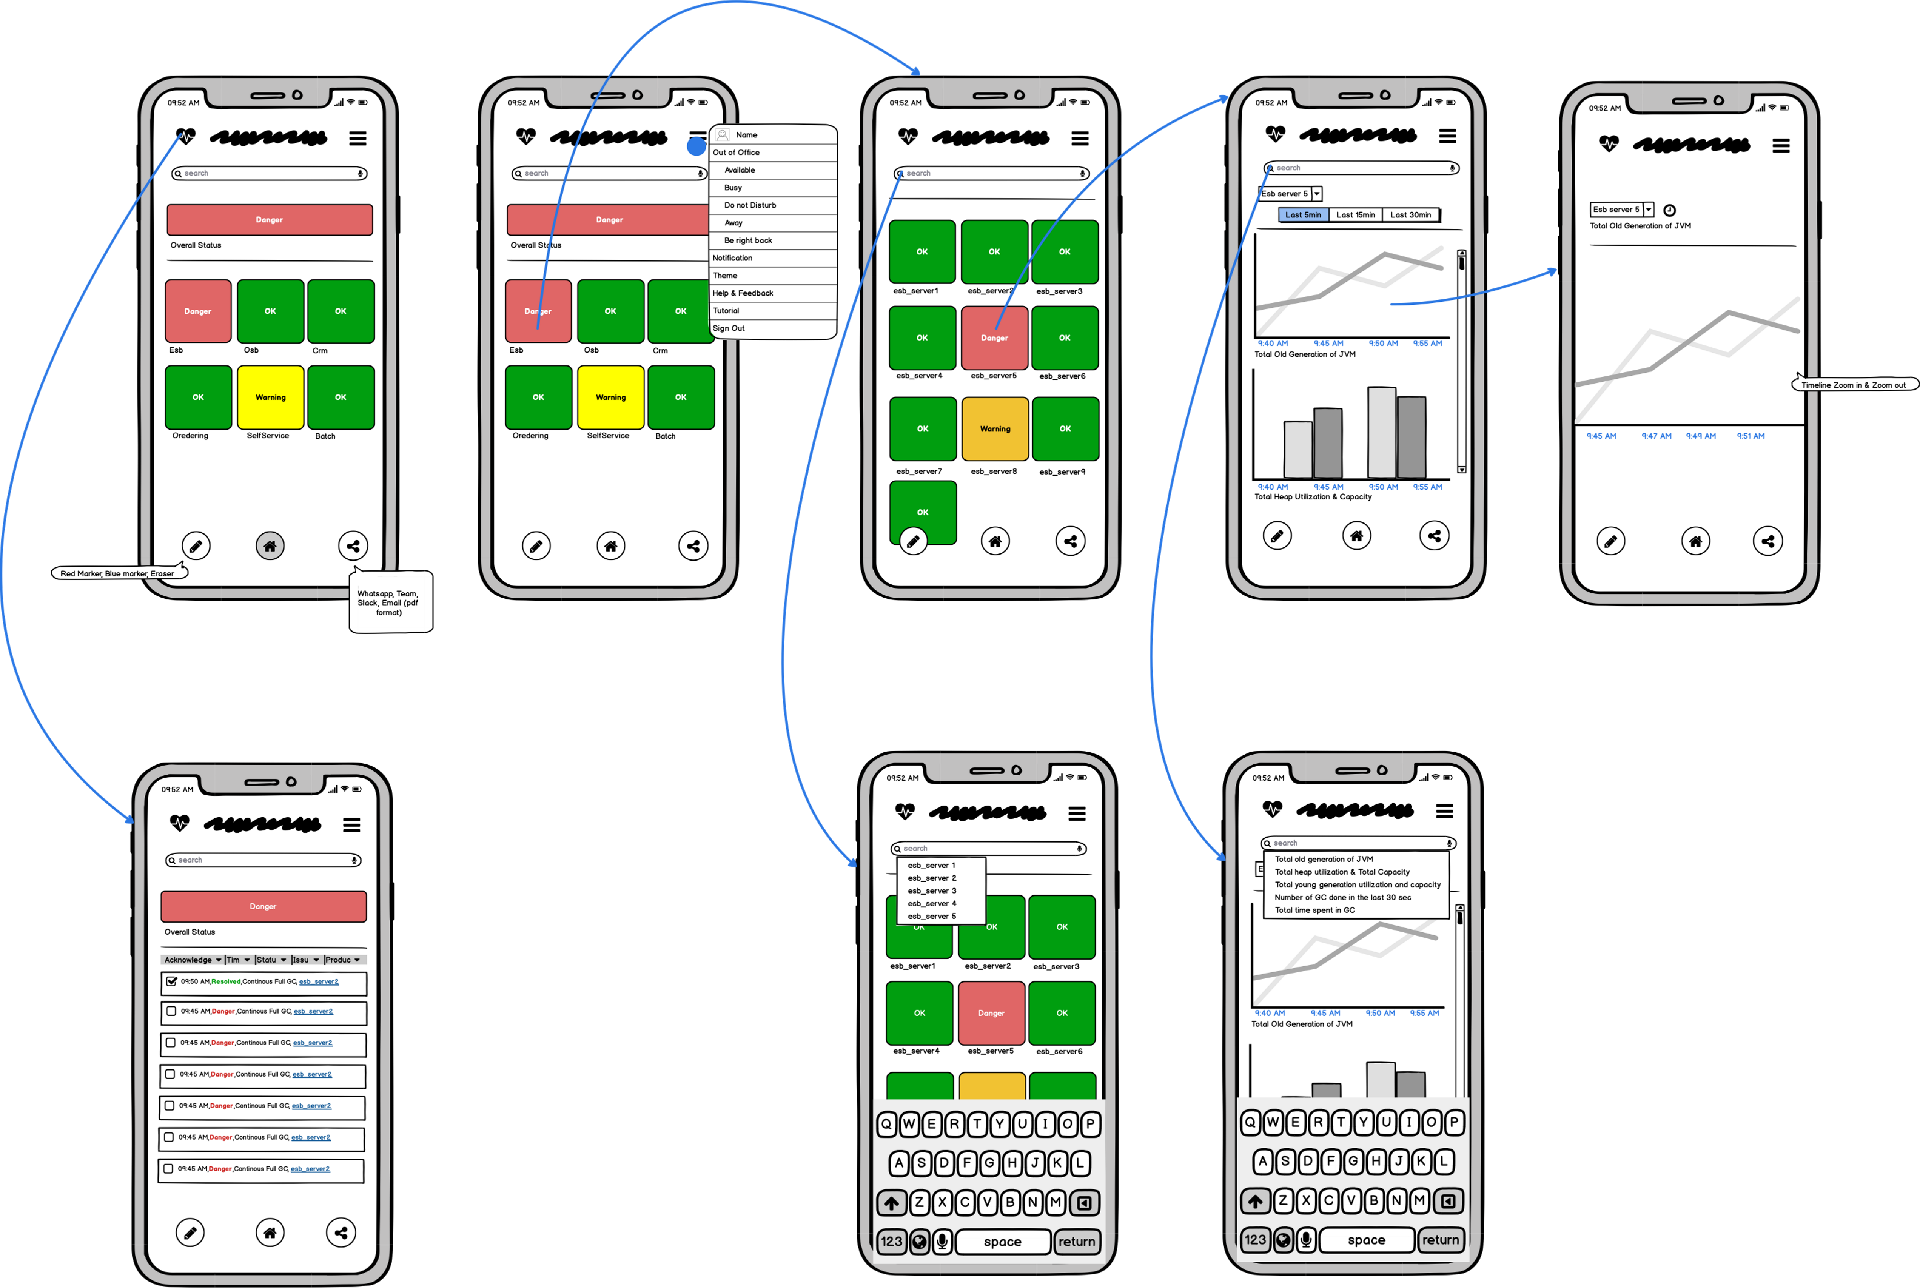 09:52 AM
search
Danger
Overall Status
Danger
OK
OK
Esb
Osb
Crm
OK
Warning
OK
Oredering
SelfService
Batch
Red Marker, Blue marker, Eraser
Whatsapp, Team,
Slack, Email (pdf
format)
09:52 AM
search
Danger
Overall Status
Danger
OK
OK
Esb
Osb
Crm
OK
Warning
OK
Oredering
SelfService
Batch
Name
Out of Office
Available
Busy
Do not Disturb
Away
Be right back
Notification
Theme
Help & Feedback
Tutorial
Sign Out
09:52 AM
search
OK
OK
OK
esb_server1
esb_server2
esb_server3
OK
Danger
OK
esb_server4
esb_server5
esb_server6
OK
Warning
OK
esb_server7
esb_server8
esb_server9
OK
09:52 AM
search
Esb server 5
Last 5min
Last 15min
Last 30min
9:40 AM
9:45 AM
9:50 AM
9:55 AM
Total Old Generation of JVM
9:40 AM
9:45 AM
9:50 AM
9:55 AM
Total Heap Utilization & Capacity
09:52 AM
Esb server 5
Total Old Generation of JVM
Timeline Zoom in & Zoom out
9:45 AM
9:47 AM
9:49 AM
9:51 AM
09:52 AM
search
Danger
Overall Status
Acknowledge
Tim
Statu
Issu
Produc
09:50 AM,Resolved,Continous Full GC, esb_server2
09:45 AM,Danger,Continous Full GC, esb_server2
09:45 AM,Danger,Continous Full GC, esb_server2
09:45 AM,Danger,Continous Full GC, esb_server2
09:45 AM,Danger,Continous Full GC, esb_server2
09:45 AM,Danger,Continous Full GC, esb_server2
09:45 AM,Danger,Continous Full GC, esb_server2
09:52 AM
search
esb_server 1
esb_server 2
esb_server 3
esb_server 4
esb_server 5
OK
OK
OK
esb_server1
esb_server2
esb_server3
OK
Danger
OK
esb_server4
esb_server5
esb_server6
Q W E R T Y U I O P
A S D F G H J K L
Z X C V B N M
123 space return
09:52 AM
search
E
Total old generation of JVM
Total heap utilization & Total Capacity
Total young generation utilization and capacity
Number of GC done in the last 30 sec
Total time spent in GC
9:40 AM
9:45 AM
9:50 AM
9:55 AM
Total Old Generation of JVM
Q W E R T Y U I O P
A S D F G H J K L
Z X C V B N M
123 space return